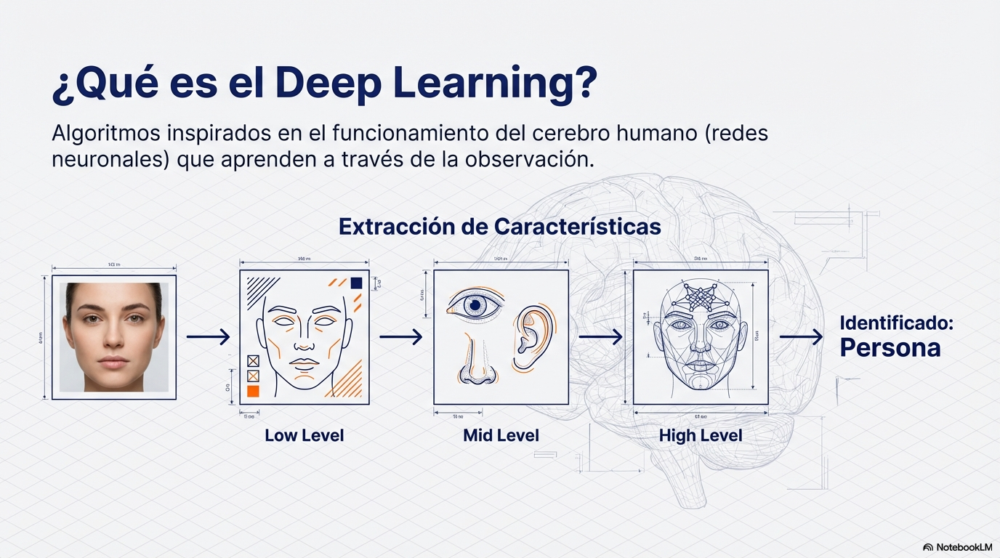 ¿Qué es el Deep Learning?
Algoritmos inspirados en el funcionamiento del cerebro humano (redes
neuronales) que aprenden a través de la observación.
Extracción de Características
Identificado:
Persona
Low Level
Mid Level
High Level
NotebookLM